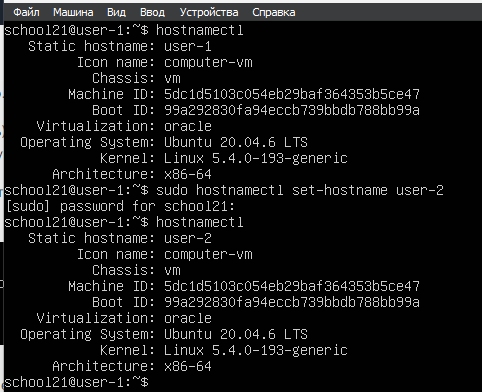 Файл Машина Вид Ввод Устройства Справка
school21@user-1:~$ hostnamectl
Static hostname: user-1
Icon name: computer-vm
Chassis: vm
Machine ID: 5dc1d5103c054eb29baf364353b5ce47
Boot ID: 99a292830fa94eccb739bbdb788bb99a
Virtualization: oracle
Operating System: Ubuntu 20.04.6 LTS
Kernel: Linux 5.4.0-193-generic
Architecture: x86-64
school21@user-1:~$ sudo hostnamectl set-hostname user-2
[sudo] password for school21:
school21@user-1:~$ hostnamectl
Static hostname: user-2
Icon name: computer-vm
Chassis: vm
Machine ID: 5dc1d5103c054eb29baf364353b5ce47
Boot ID: 99a292830fa94eccb739bbdb788bb99a
Virtualization: oracle
Operating System: Ubuntu 20.04.6 LTS
Kernel: Linux 5.4.0-193-generic
Architecture: x86-64
school21@user-1:~$